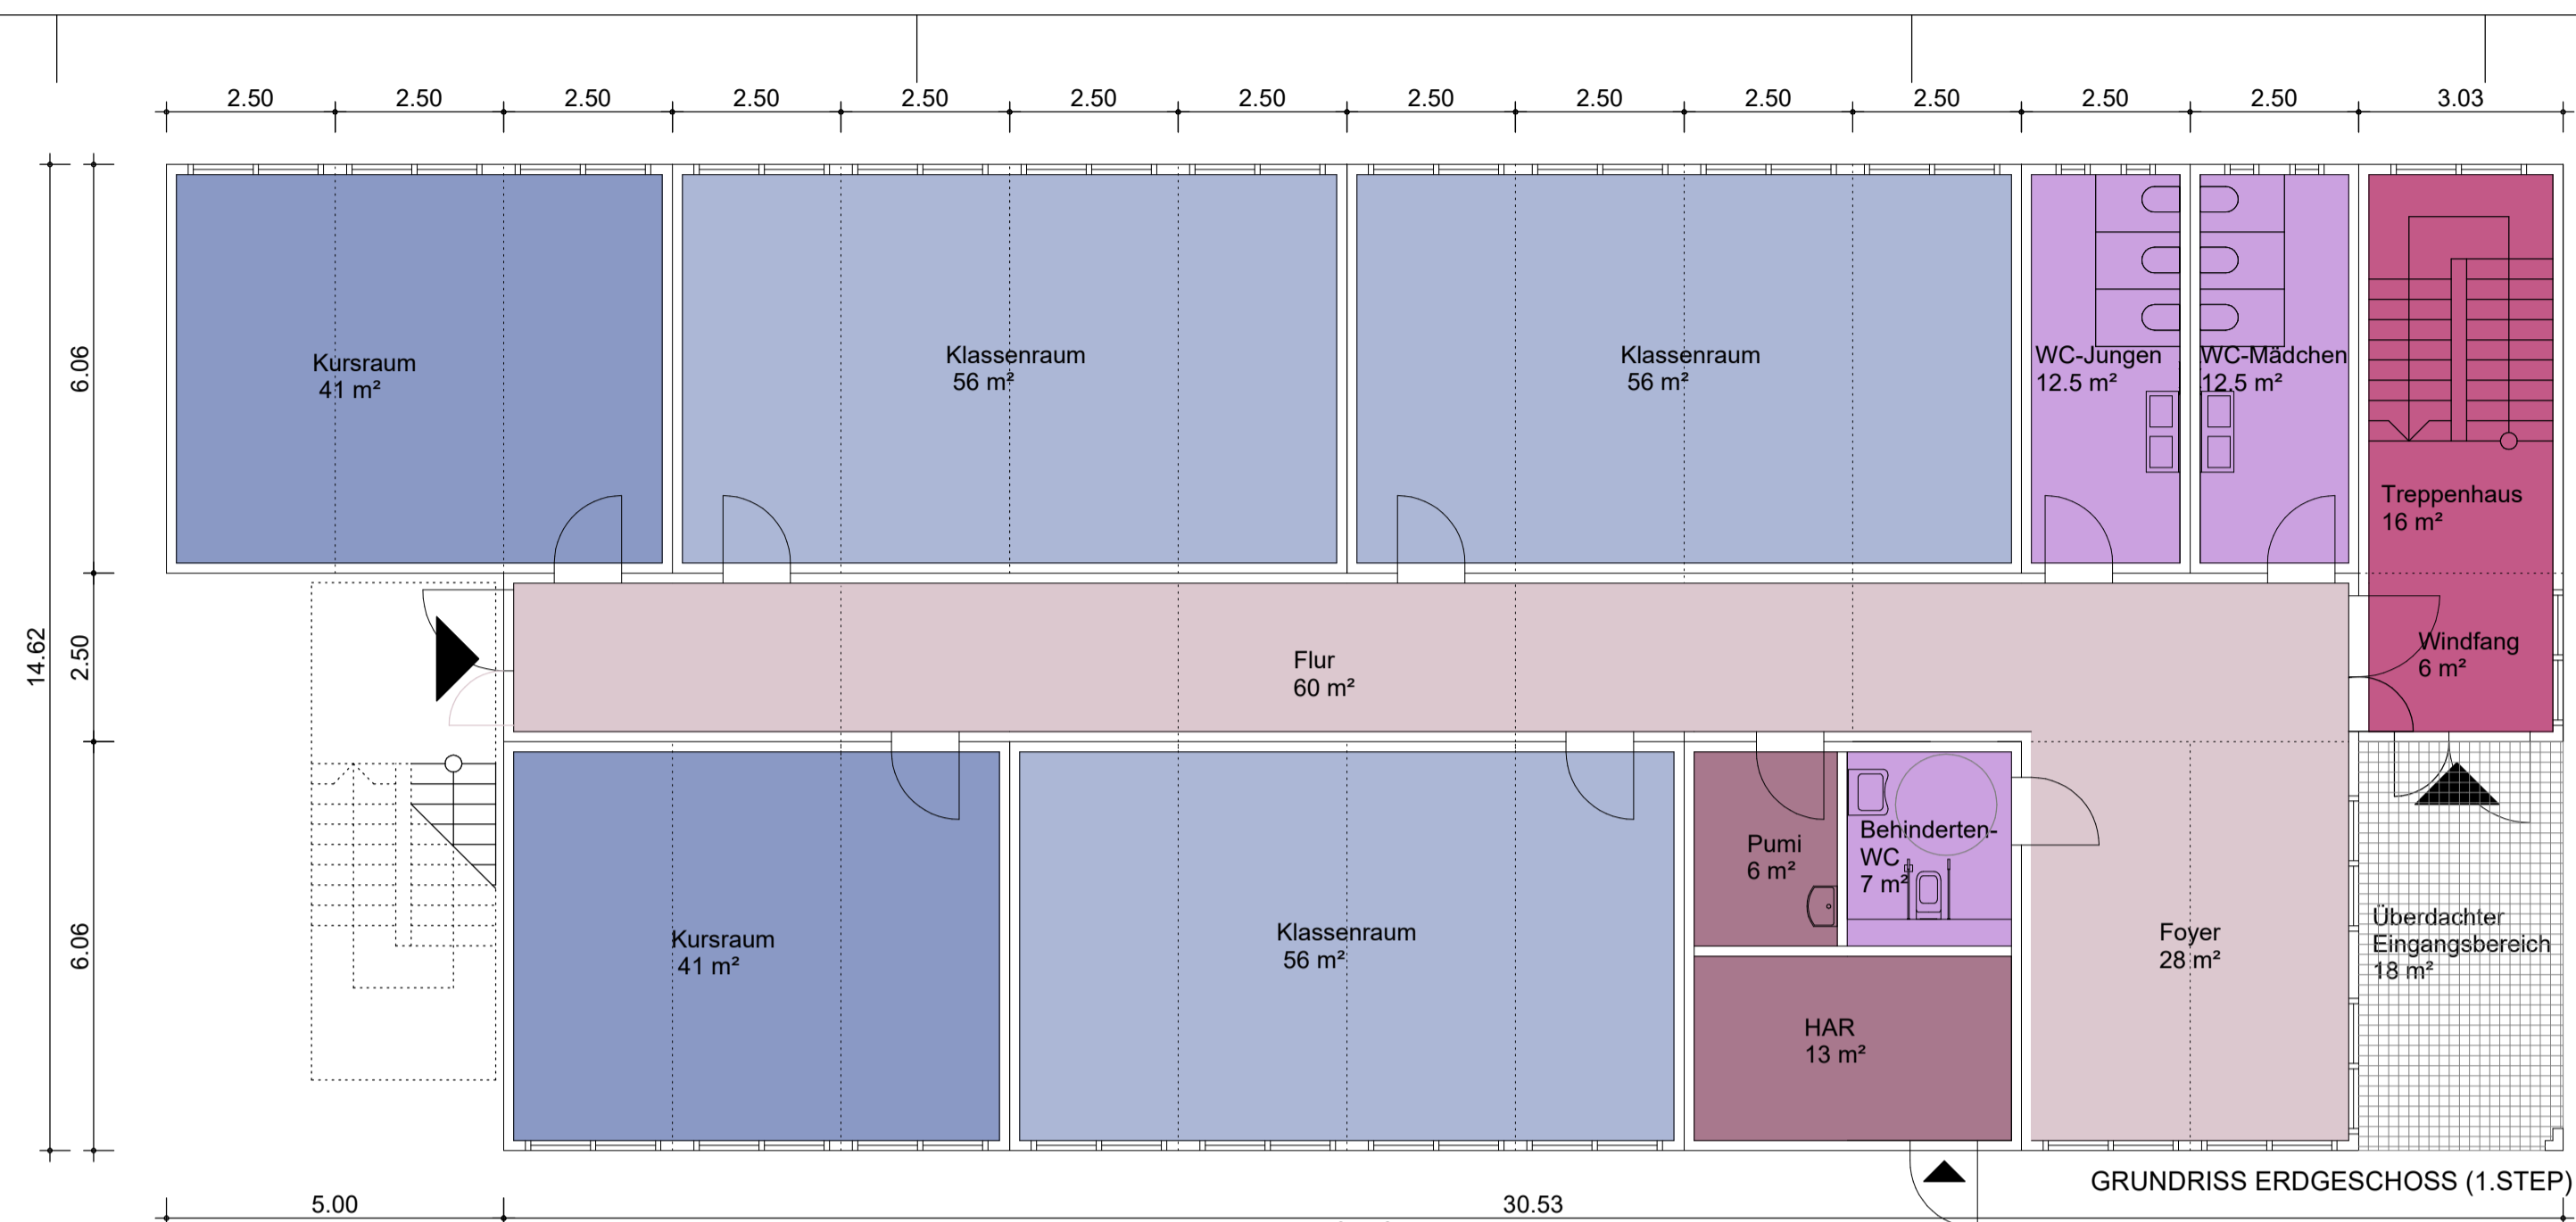 2.50
2.50
2.50
2.50
2.50
2.50
2.50
2.50
2.50
2.50
2.50
2.50
2.50
3.03
14.62
6.06
2.50
6.06
Kursraum
41 m²
Klassenraum
56 m²
Klassenraum
56 m²
WC-Jungen
12.5 m²
WC-Mädchen
12.5 m²
Treppenhaus
16 m²
Windfang
6 m²
Flur
60 m²
Kursraum
41 m²
Klassenraum
56 m²
Pumi
6 m²
Behinderten-
WC
7 m²
HAR
13 m²
Foyer
28 m²
Überdachter
Eingangsbereich
18 m²
GRUNDRISS ERDGESCHOSS (1.STEP)
5.00
30.53